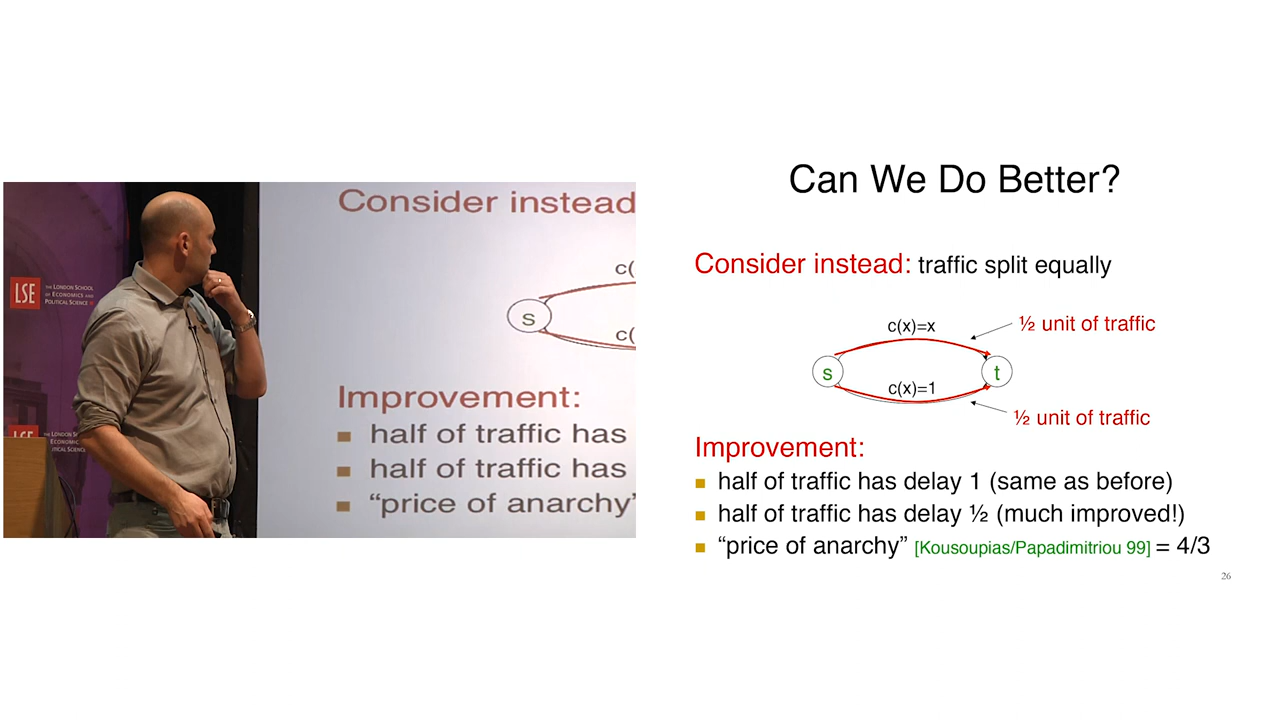 Consider instead
c(
s
c(
Improvement:
half of traffic has
half of traffic has
“price of anarchy”
LSE
THE LONDON SCHOOL
OF ECONOMICS AND
POLITICAL SCIENCE
LSE
THE LONDON S
ECONOMIC
ITICAL SCIENC
Can We Do Better?
Consider instead: traffic split equally
c(x)=x
½ unit of traffic
s
t
c(x)=1
½ unit of traffic
Improvement:
half of traffic has delay 1 (same as before)
half of traffic has delay ½ (much improved!)
“price of anarchy” [Kousoupias/Papadimitriou 99] = 4/3
26